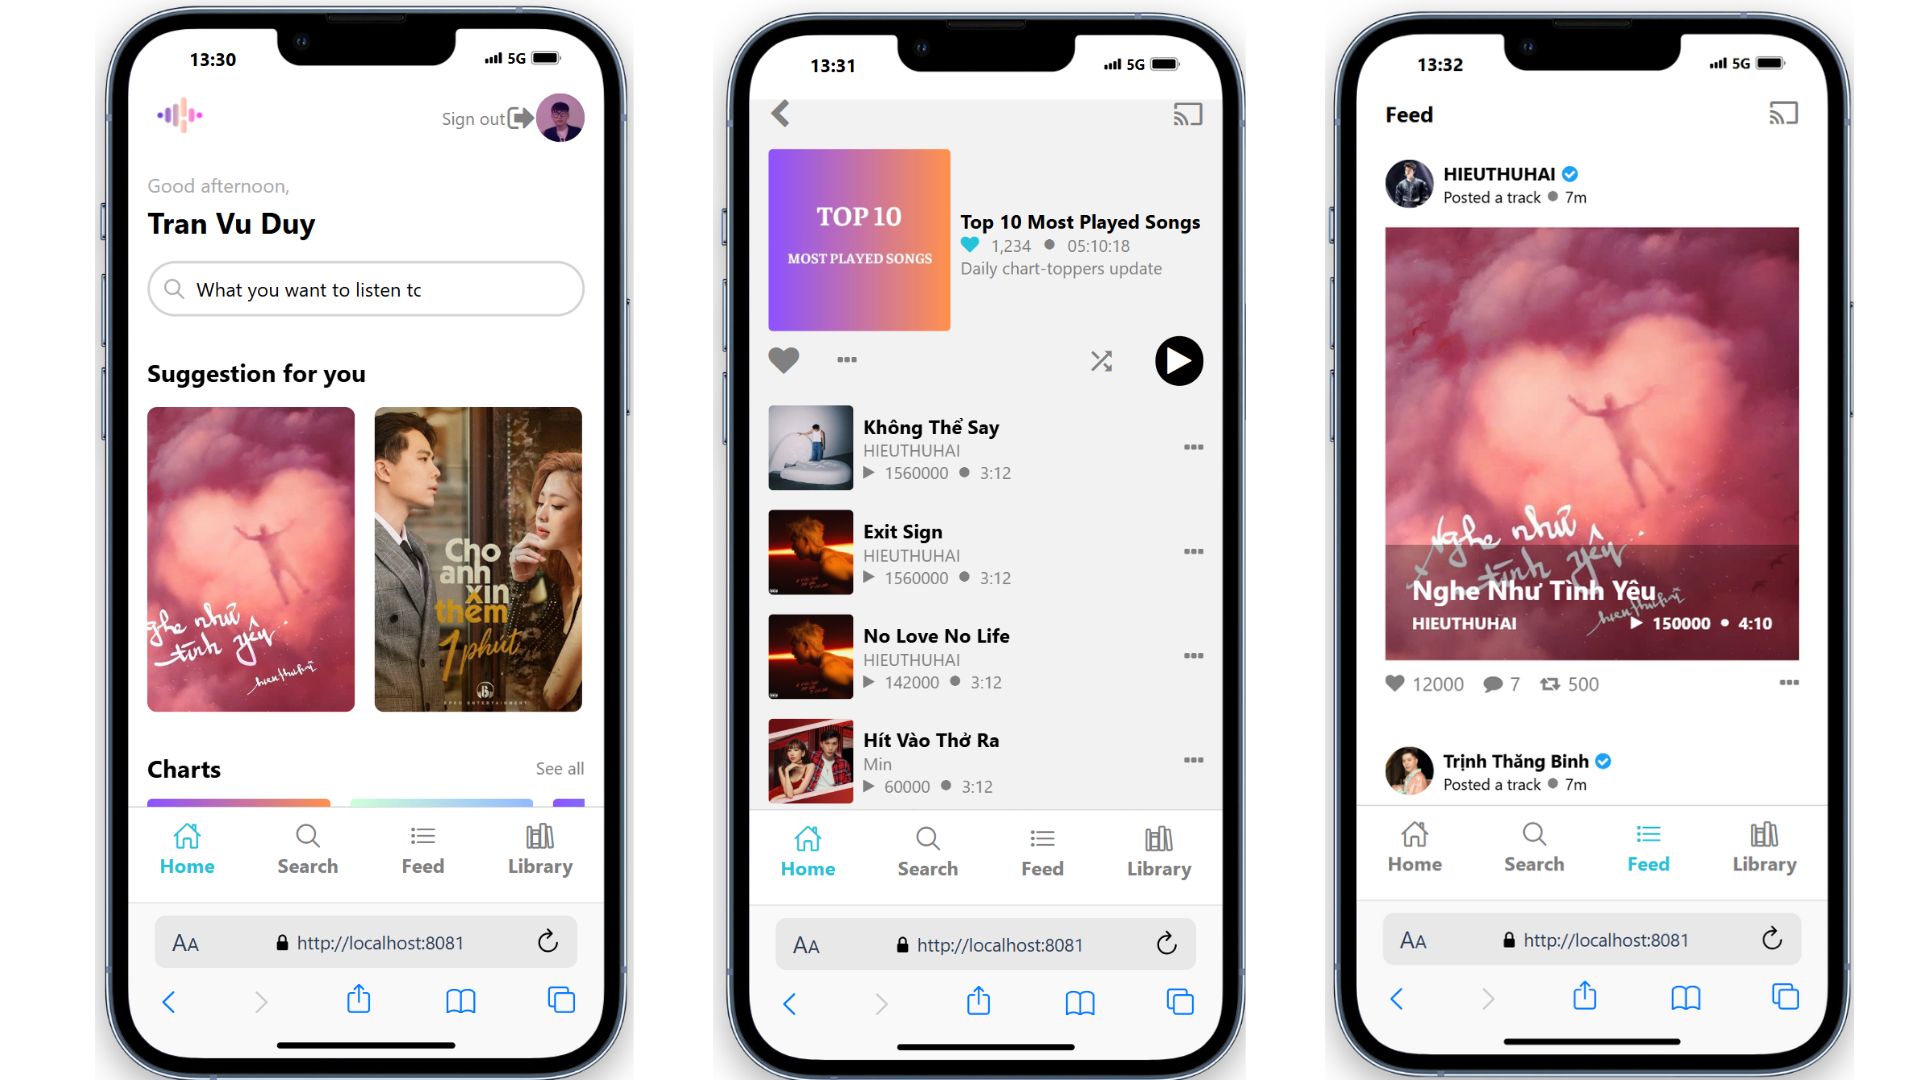 13:30
5G
Sign out
Good afternoon,
Tran Vu Duy
What you want to listen tc
Suggestion for you
nghe như
tình yêu
hieuthuhai
Cho
anh
xin
thêm
1 phút
Charts
See all
Home
Search
Feed
Library
AA
http://localhost:8081
13:31
5G
TOP 10
MOST PLAYED SONGS
Top 10 Most Played Songs
1,234 ● 05:10:18
Daily chart-toppers update
Không Thể Say
HIEUTHUHAI
1560000 ● 3:12
Exit Sign
HIEUTHUHAI
1560000 ● 3:12
No Love No Life
HIEUTHUHAI
142000 ● 3:12
Hít Vào Thở Ra
Min
60000 ● 3:12
Home
Search
Feed
Library
AA
http://localhost:8081
13:32
5G
Feed
HIEUTHUHAI
Posted a track ● 7m
nghe như
tình yêu
hieuthuhai
Nghe Như Tình Yêu
HIEUTHUHAI
150000 ● 4:10
12000
7
500
Trịnh Thăng Bình
Posted a track ● 7m
Home
Search
Feed
Library
AA
http://localhost:8081